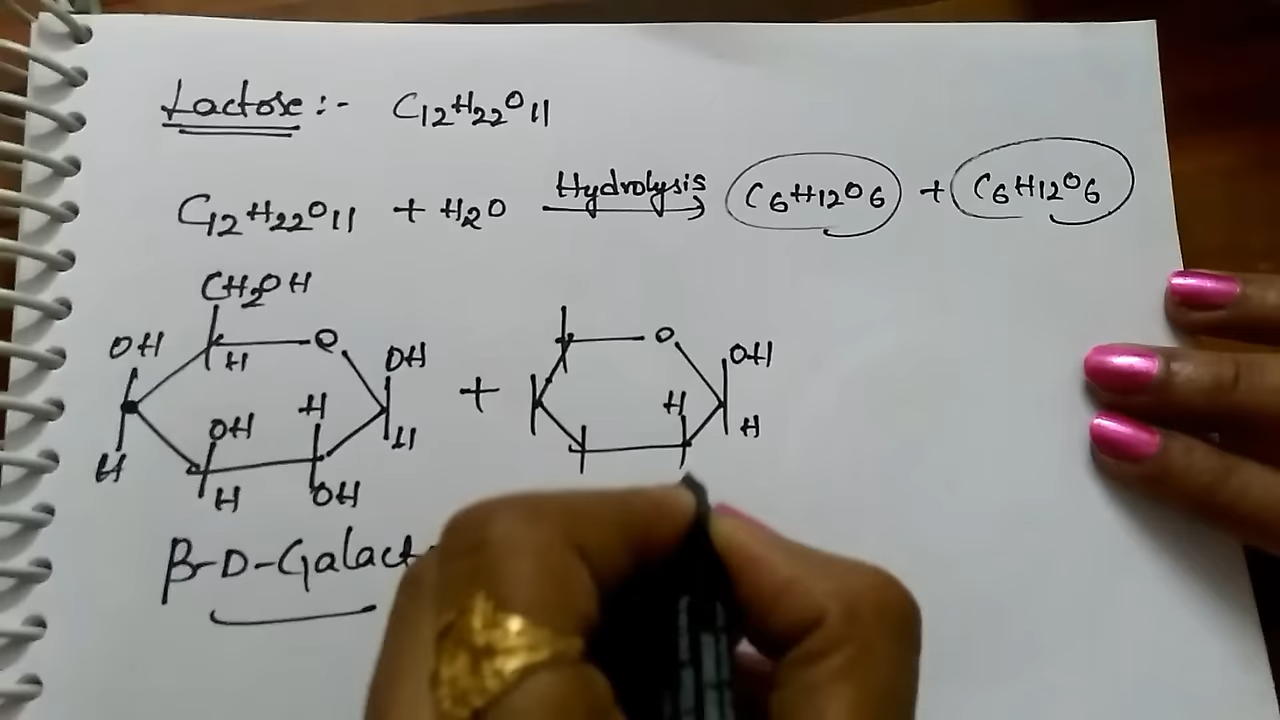 Lactose:- C12H22O11
C12H22O11 + H2O Hydrolysis C6H12O6 + C6H12O6
CH2OH
OH H O OH + O OH
H OH H H H H
H OH
β-D-Galact